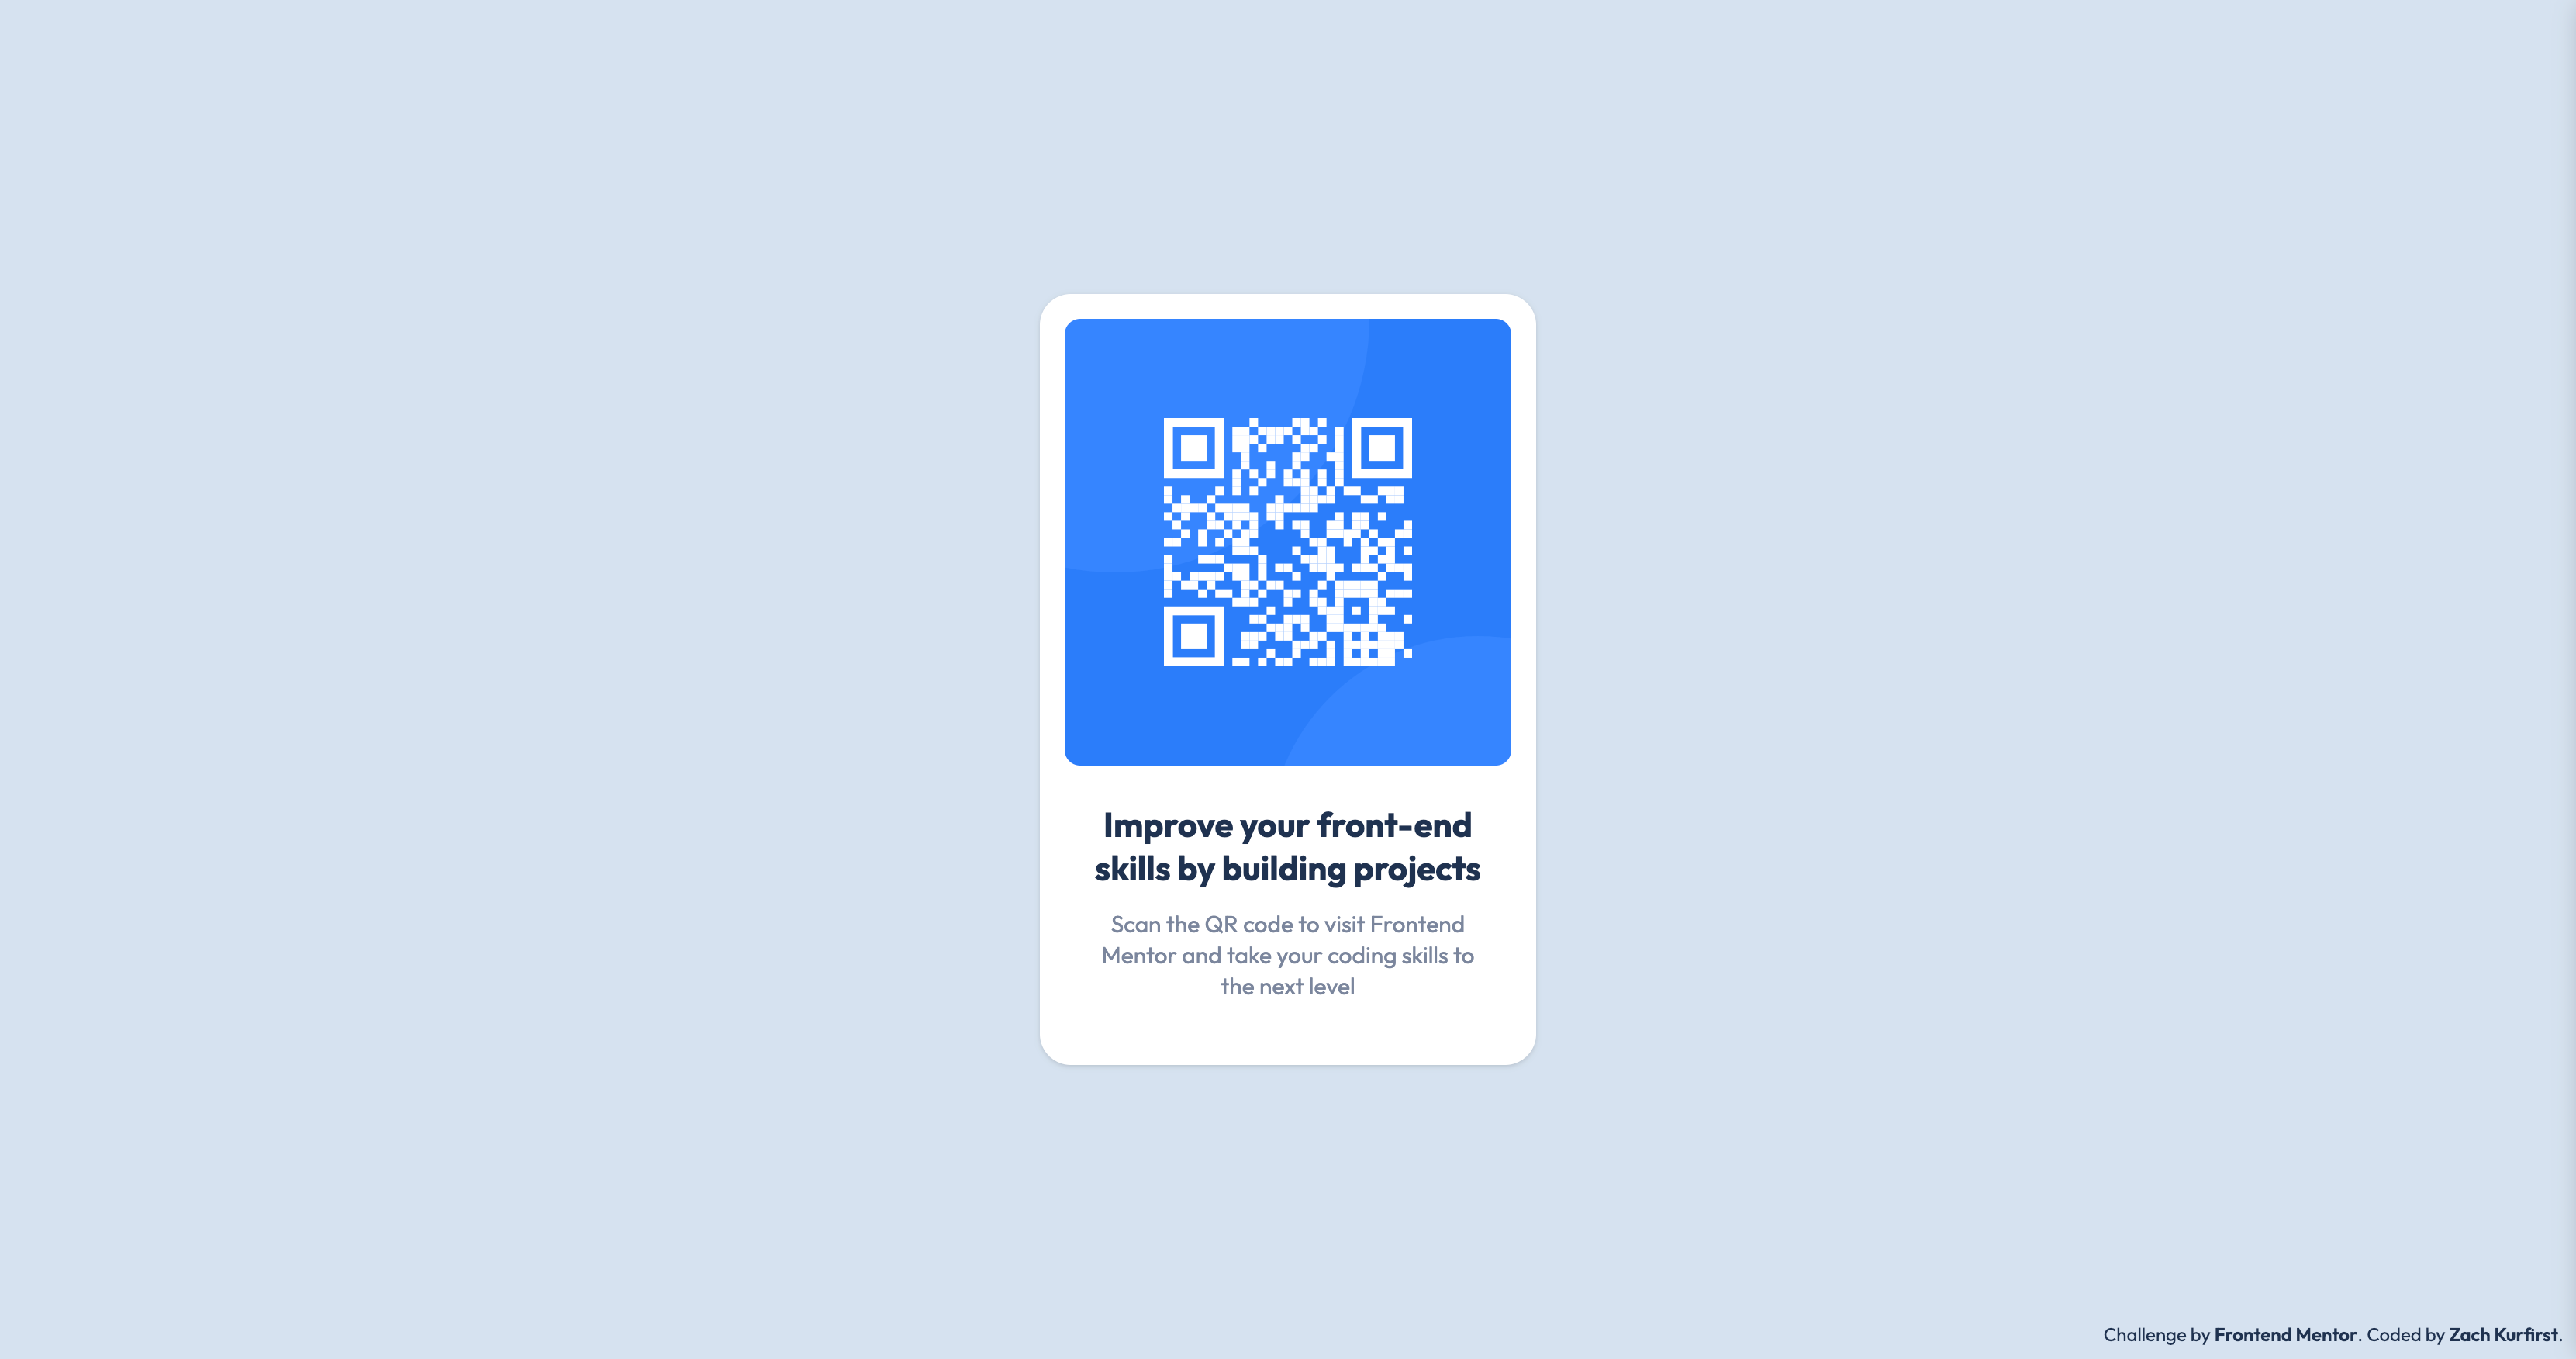 Improve your front-end
skills by building projects
Scan the QR code to visit Frontend
Mentor and take your coding skills to
the next level
Challenge by Frontend Mentor. Coded by Zach Kurfirst.